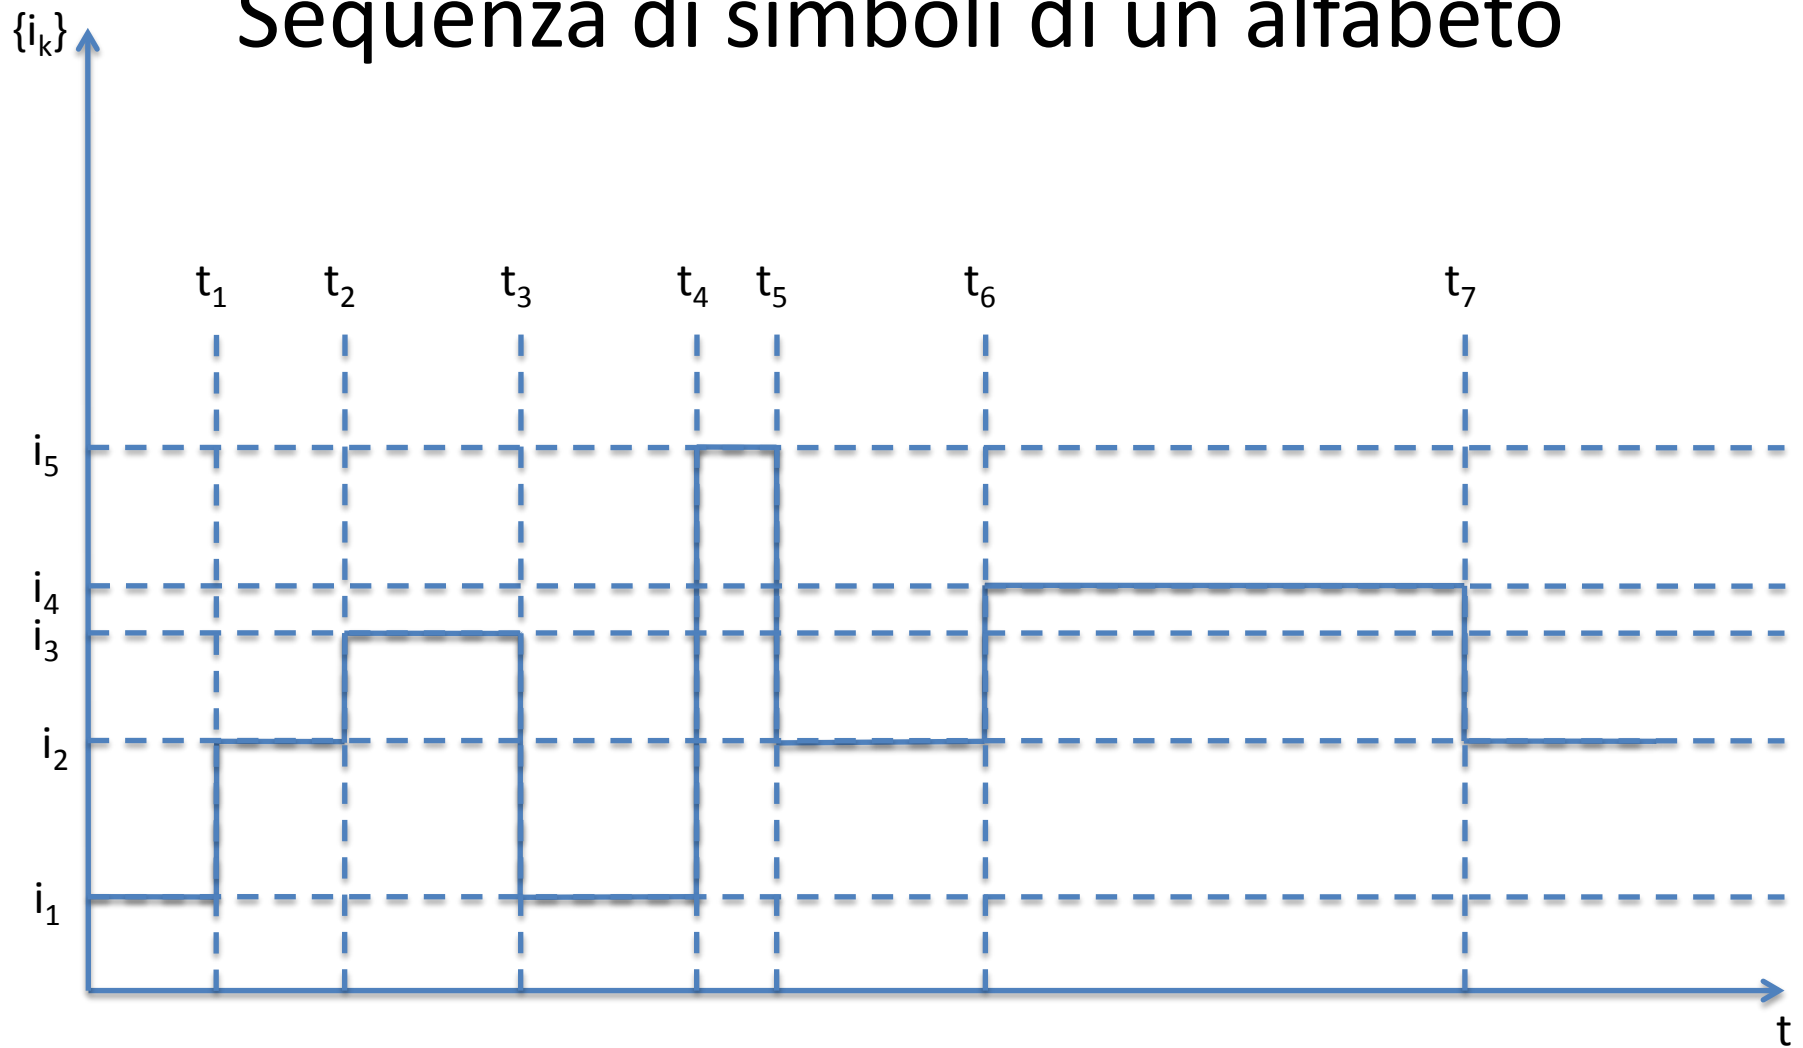 Sequenza di simboli di un alfabeto
{iₖ}
t₁ t₂ t₃ t₄ t₅ t₆ t₇
i₅
i₄
i₃
i₂
i₁
t